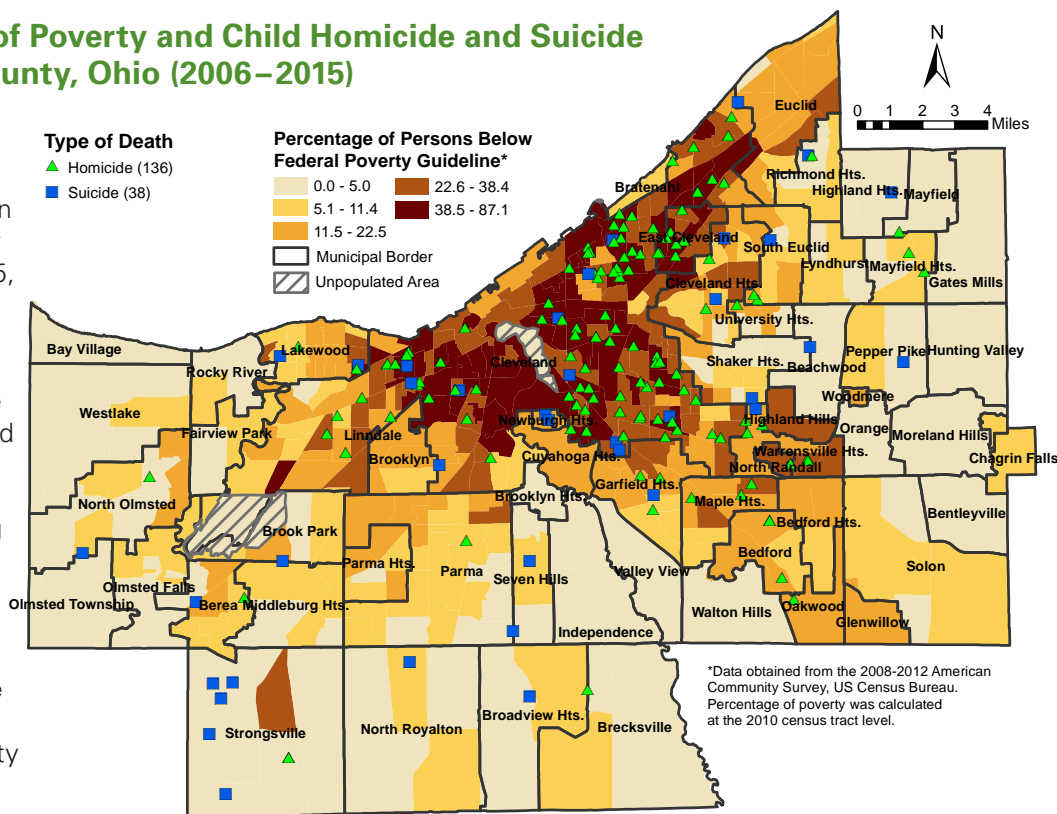 of Poverty and Child Homicide and Suicide
unty, Ohio (2006–2015)
Type of Death
Homicide (136)
Suicide (38)
Percentage of Persons Below
Federal Poverty Guideline*
0.0 - 5.0
5.1 - 11.4
11.5 - 22.5
22.6 - 38.4
38.5 - 87.1
Municipal Border
Unpopulated Area
N
0 1 2 3 4
Miles
n
5,
d
g
e
ty
Euclid
Richmond Hts.
Highland Hts.
Mayfield
Bratenahl
East Cleveland
South Euclid
Lyndhurst
Mayfield Hts.
Gates Mills
Cleveland Hts.
University Hts.
Bay Village
Lakewood
Rocky River
Cleveland
Shaker Hts.
Beachwood
Pepper Pike
Hunting Valley
Woodmere
Westlake
Fairview Park
Linndale
Newburgh Hts.
Highland Hills
Orange
Moreland Hills
Chagrin Falls
Brooklyn
Cuyahoga Hts.
Warrensville Hts.
North Randall
Garfield Hts.
North Olmsted
Brooklyn Hts.
Maple Hts.
Bedford Hts.
Bentleyville
Brook Park
Parma Hts.
Parma
Seven Hills
Valley View
Bedford
Solon
Olmsted Falls
Olmsted Township
Berea
Middleburg Hts.
Walton Hills
Oakwood
Glenwillow
Independence
Strongsville
North Royalton
Broadview Hts.
Brecksville
*Data obtained from the 2008-2012 American
Community Survey, US Census Bureau.
Percentage of poverty was calculated
at the 2010 census tract level.